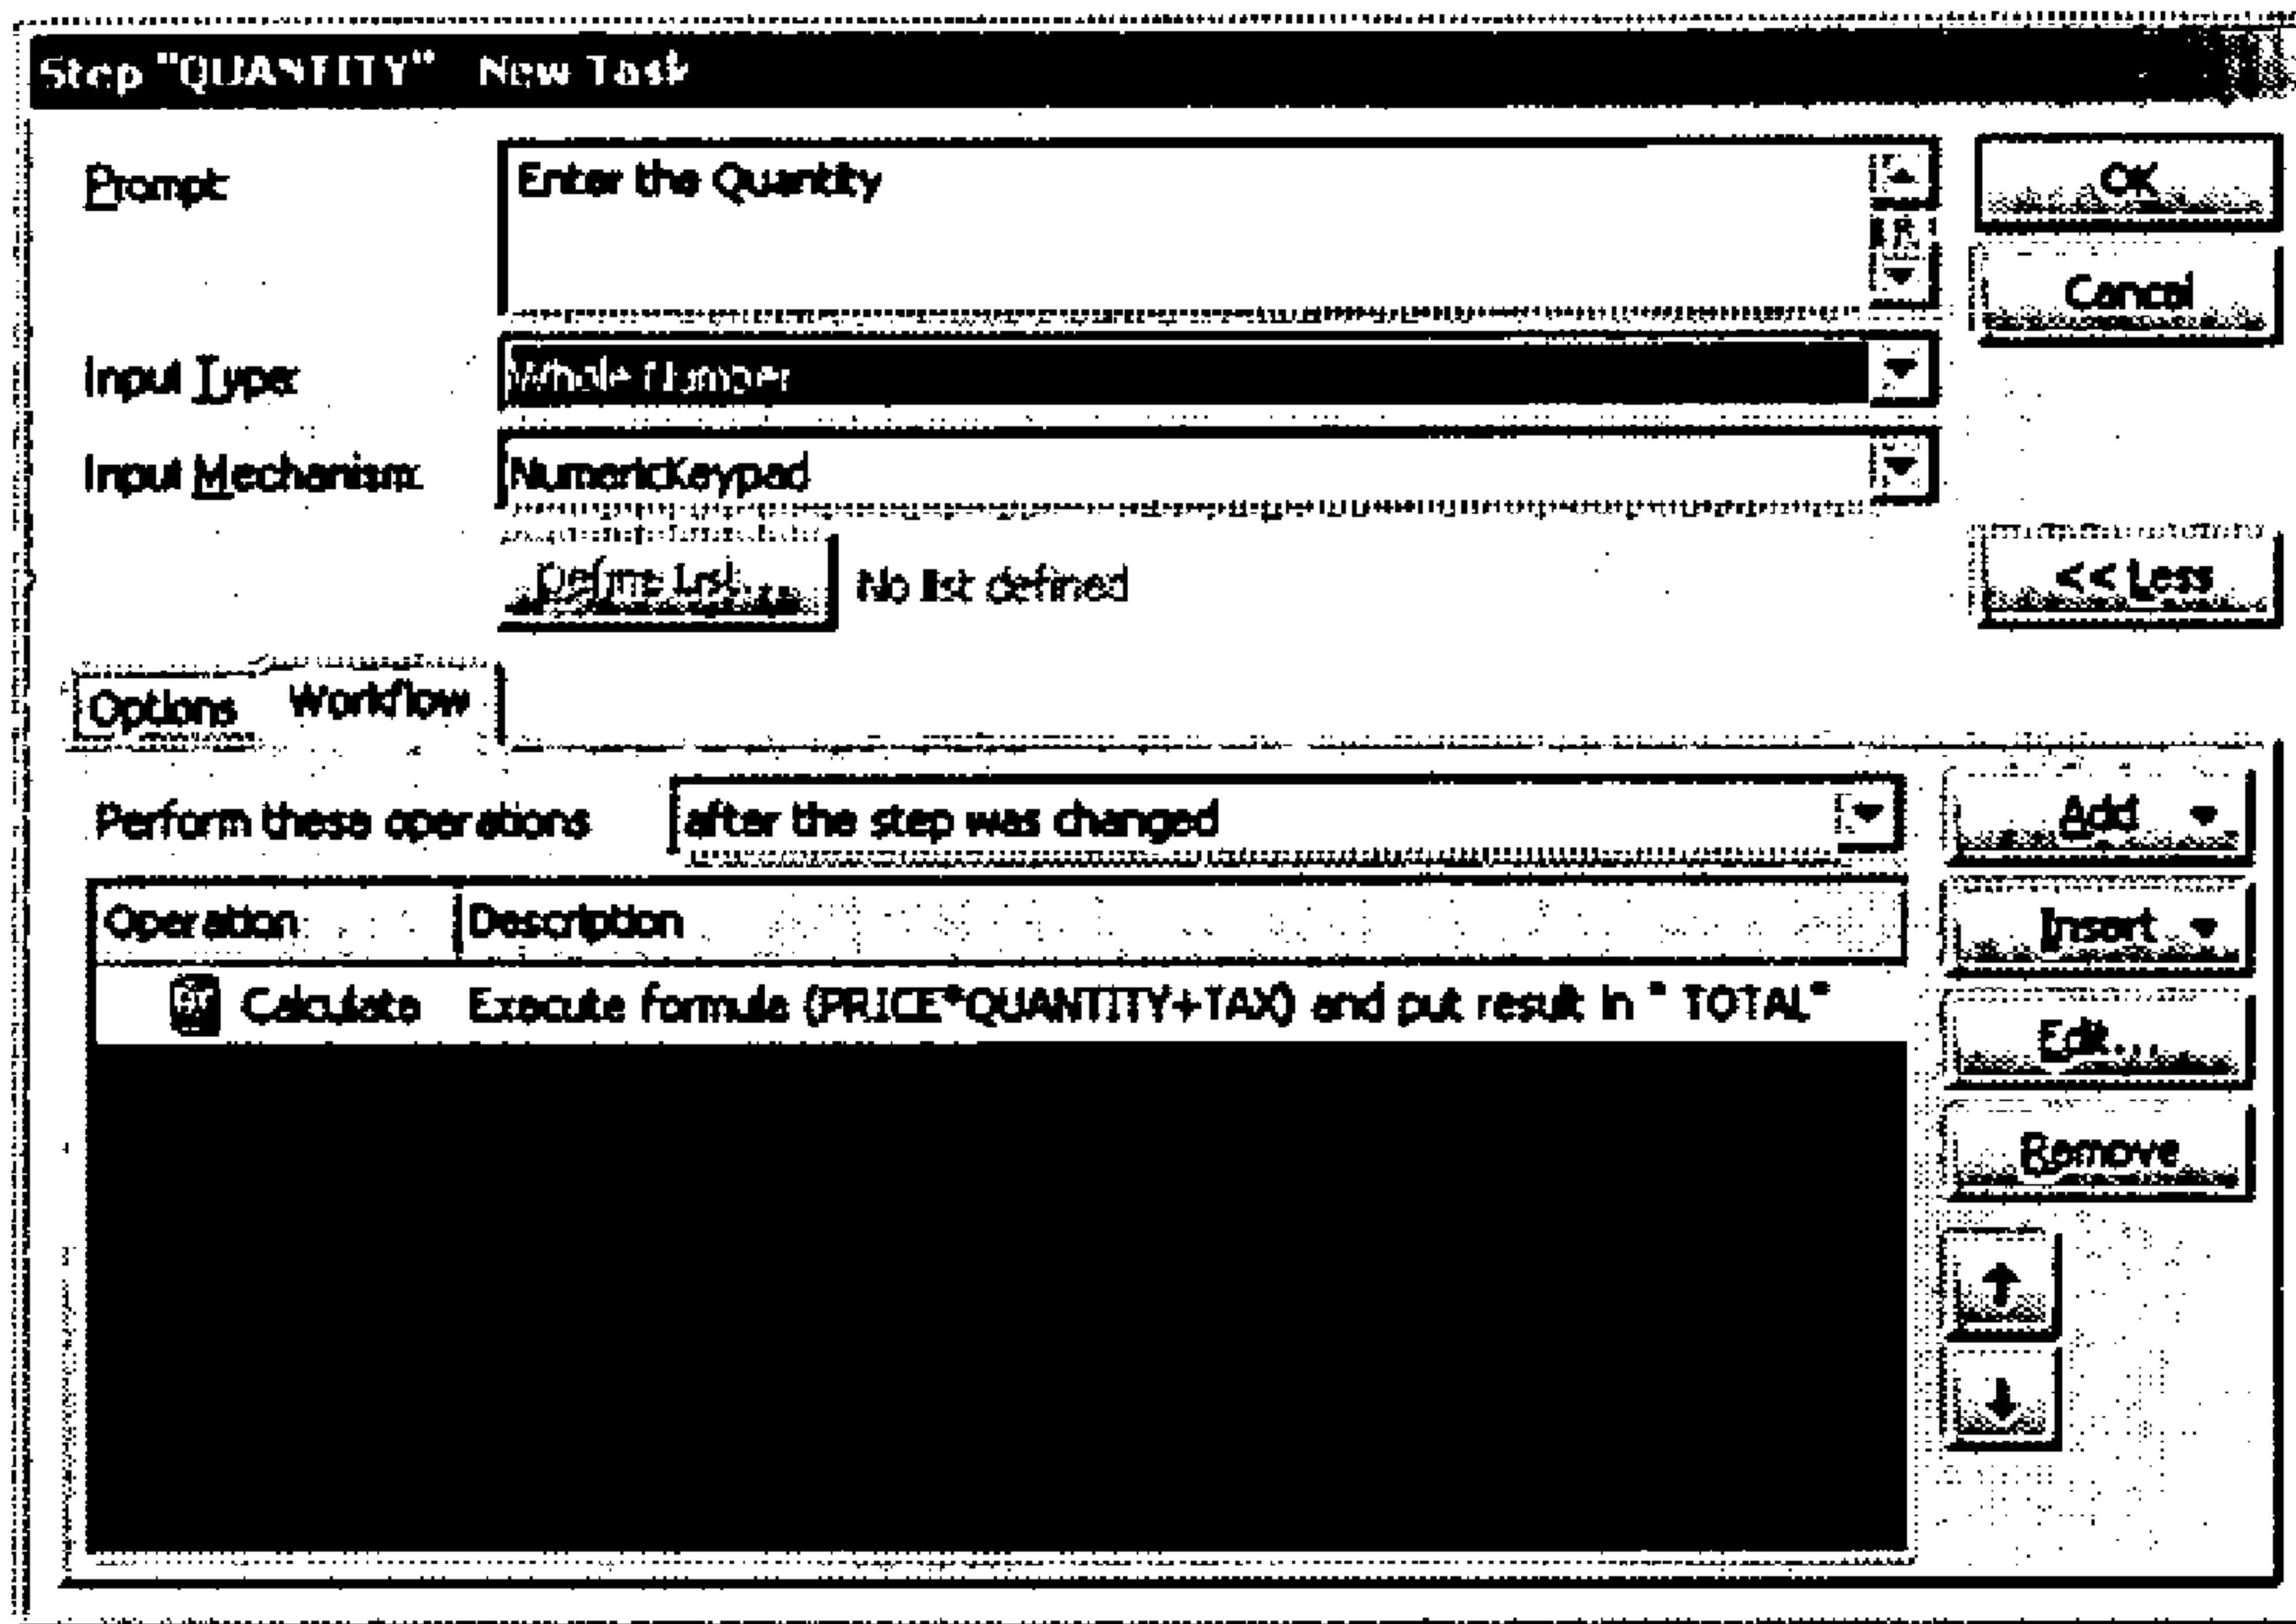 Step "QUANTITY" New Task
Prompt:
Enter the Quantity
OK
Cancel
Input Type:
Whole Number
Input Mechanism:
NumericKeypad
Define List...
No list defined
<< Less
Options
Workflow
Perform these operations
after the step was changed
Add
Operation
Description
Insert
Calculate
Execute formula (PRICE*QUANTITY+TAX) and put result in " TOTAL"
Edit...
Remove